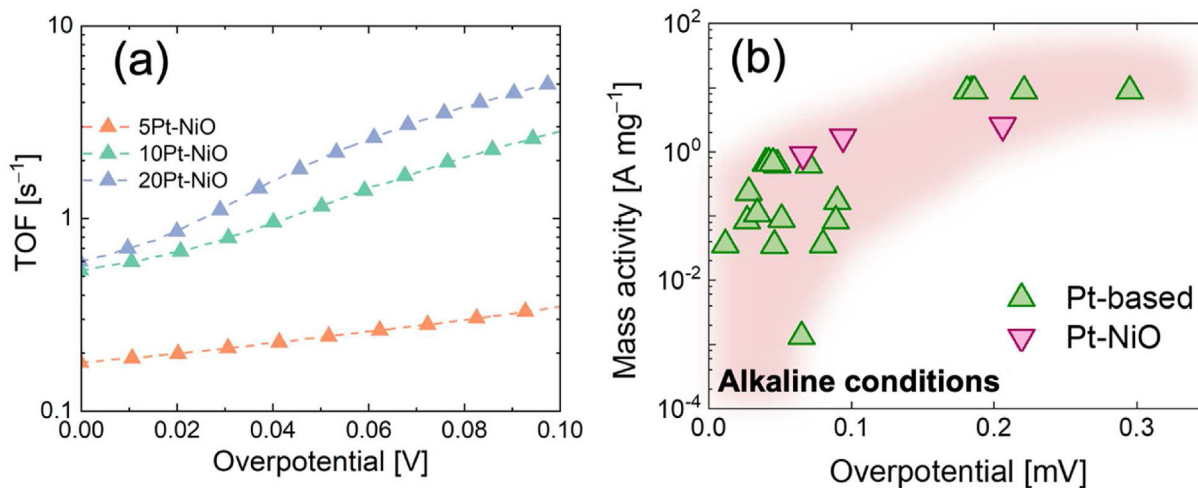 (a)
TOF [s⁻¹]
10
1
0.1
5Pt-NiO
10Pt-NiO
20Pt-NiO
0.00 0.02 0.04 0.06 0.08 0.10
Overpotential [V]
(b)
Mass activity [A mg⁻¹]
10²
10⁰
10⁻²
10⁻⁴
Pt-based
Pt-NiO
Alkaline conditions
0.0 0.1 0.2 0.3
Overpotential [mV]